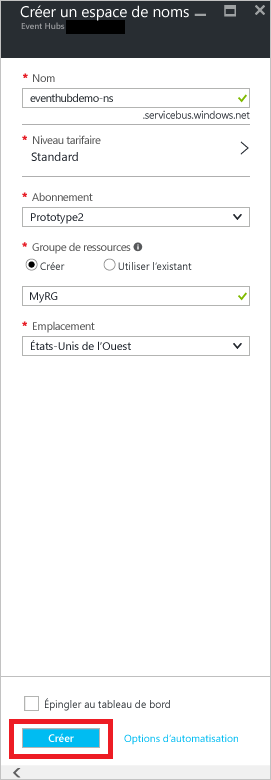 Créer un espace de noms
Event Hubs
* Nom
eventhubdemo-ns
.servicebus.windows.net
* Niveau tarifaire
Standard
* Abonnement
Prototype2
* Groupe de ressources
Créer Utiliser l'existant
MyRG
* Emplacement
États-Unis de l'Ouest
Épingler au tableau de bord
Créer Options d'automatisation